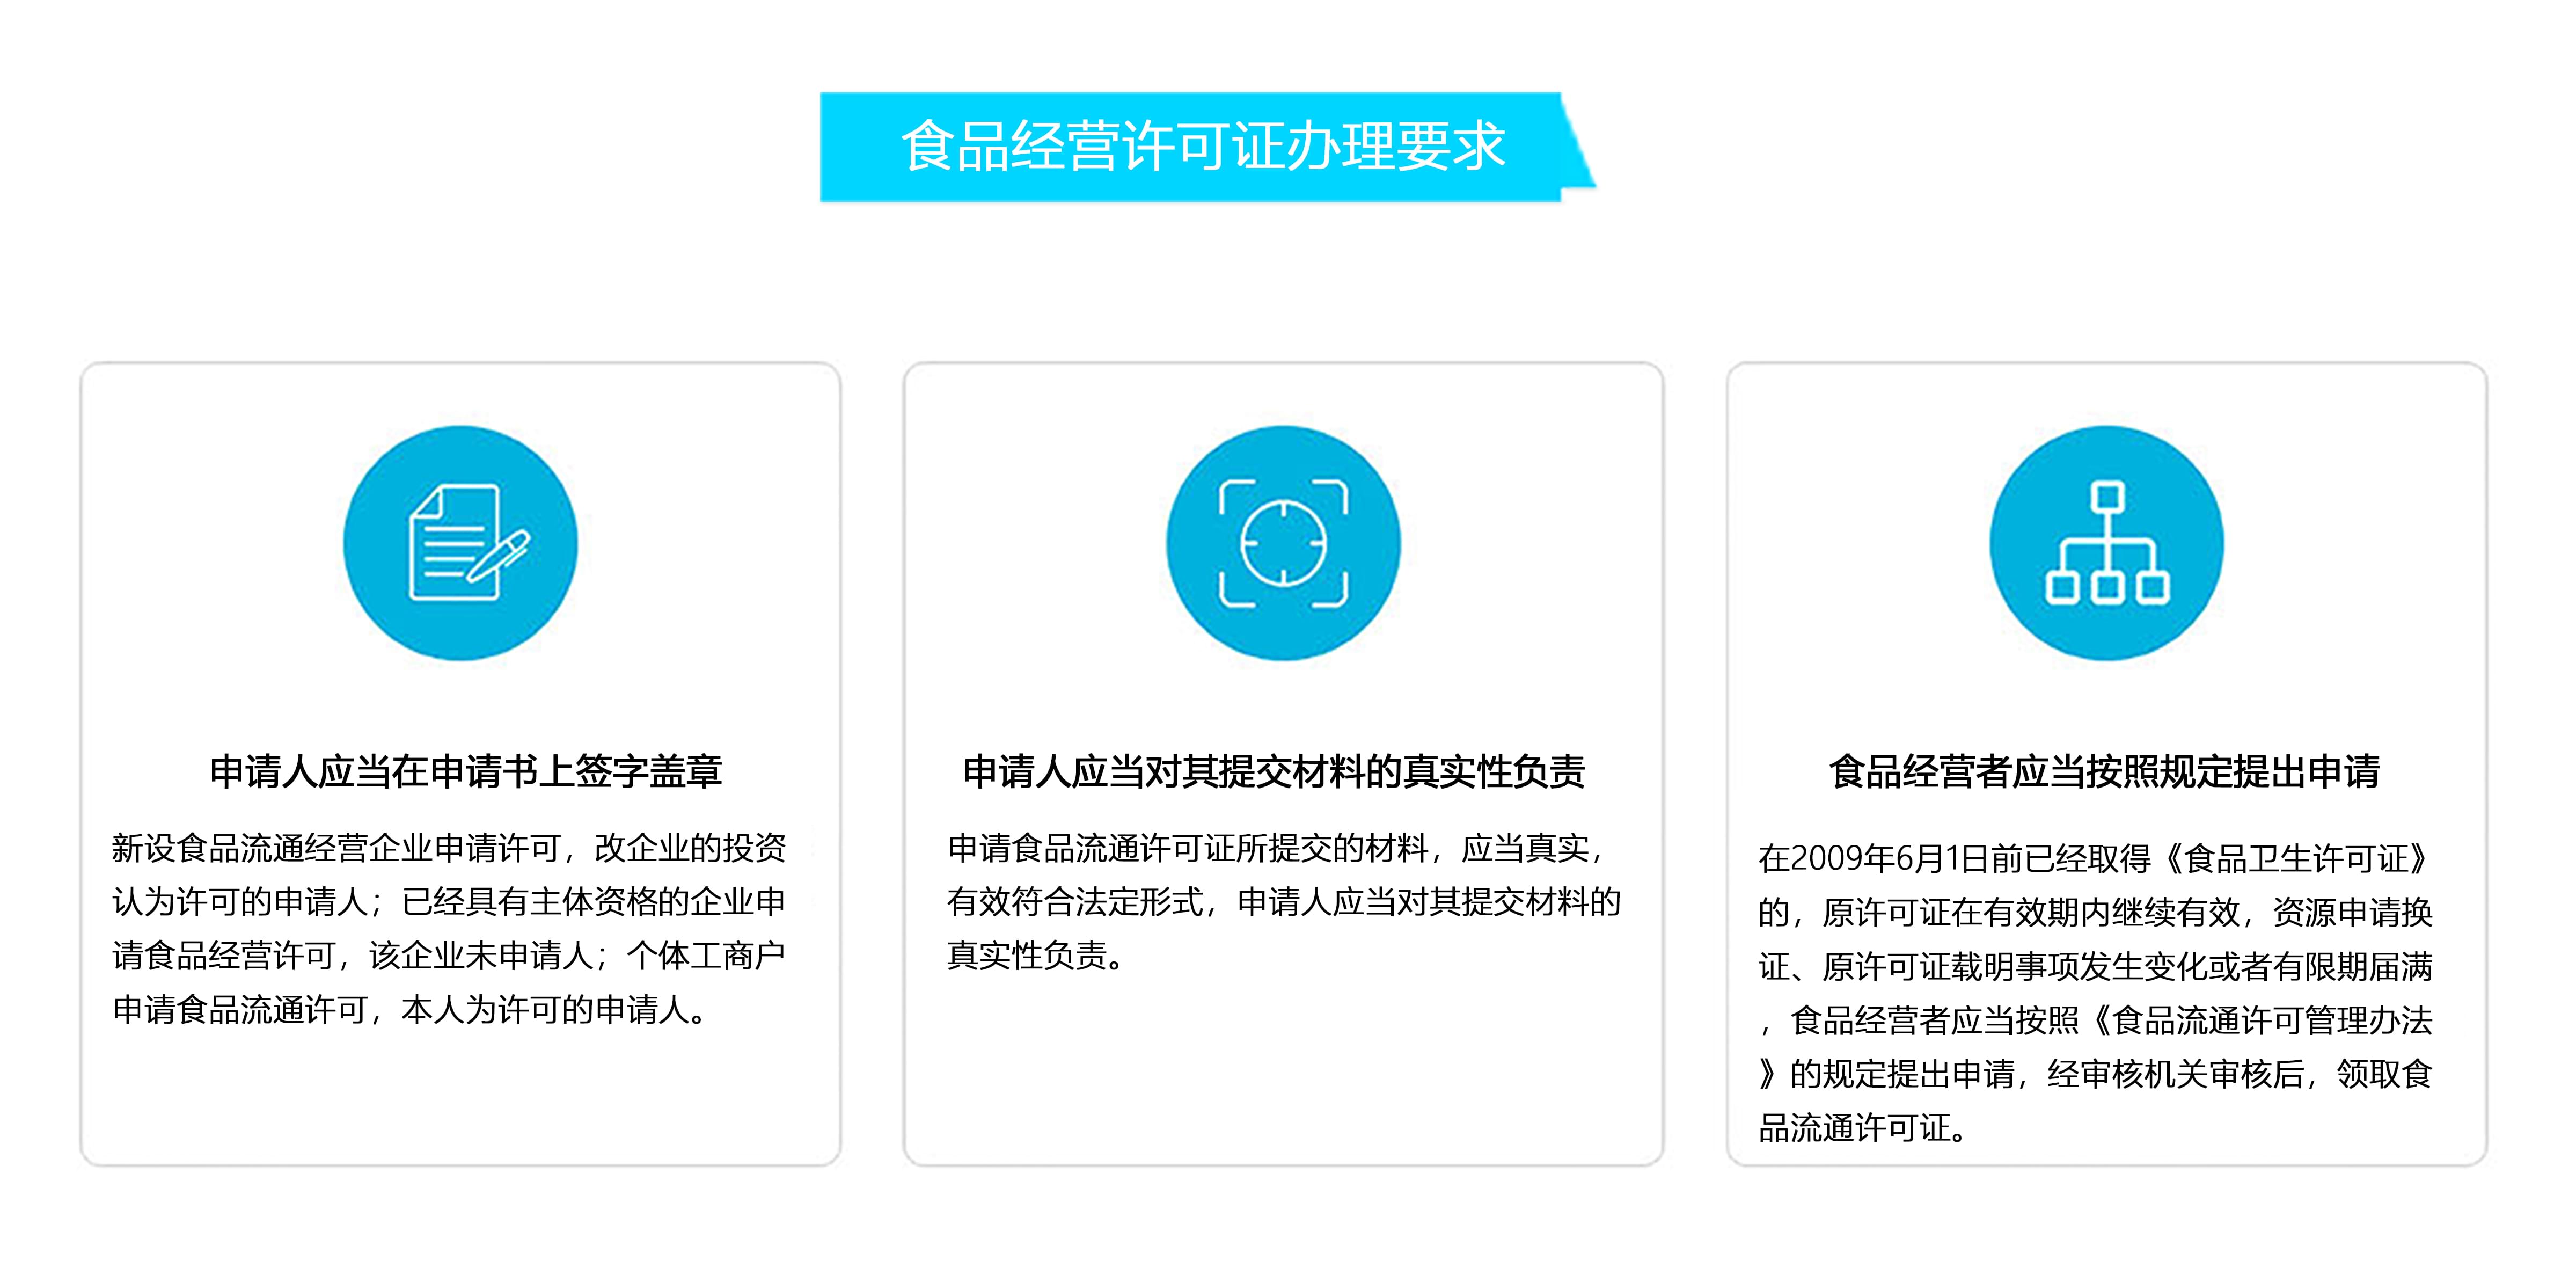 食品经营许可证办理要求
申请人应当在申请书上签字盖章
新设食品流通经营企业申请许可，改企业的投资
认为许可的申请人；已经具有主体资格的企业申
请食品经营许可，该企业未申请人；个体工商户
申请食品流通许可，本人为许可的申请人。
申请人应当对其提交材料的真实性负责
申请食品流通许可证所提交的材料，应当真实，
有效符合法定形式，申请人应当对其提交材料的
真实性负责。
食品经营者应当按照规定提出申请
在2009年6月1日前已经取得《食品卫生许可证》
的，原许可证在有效期内继续有效，资源申请换
证、原许可证载明事项发生变化或者有限期届满
，食品经营者应当按照《食品流通许可管理办法
》的规定提出申请，经审核机关审核后，领取食
品流通许可证。